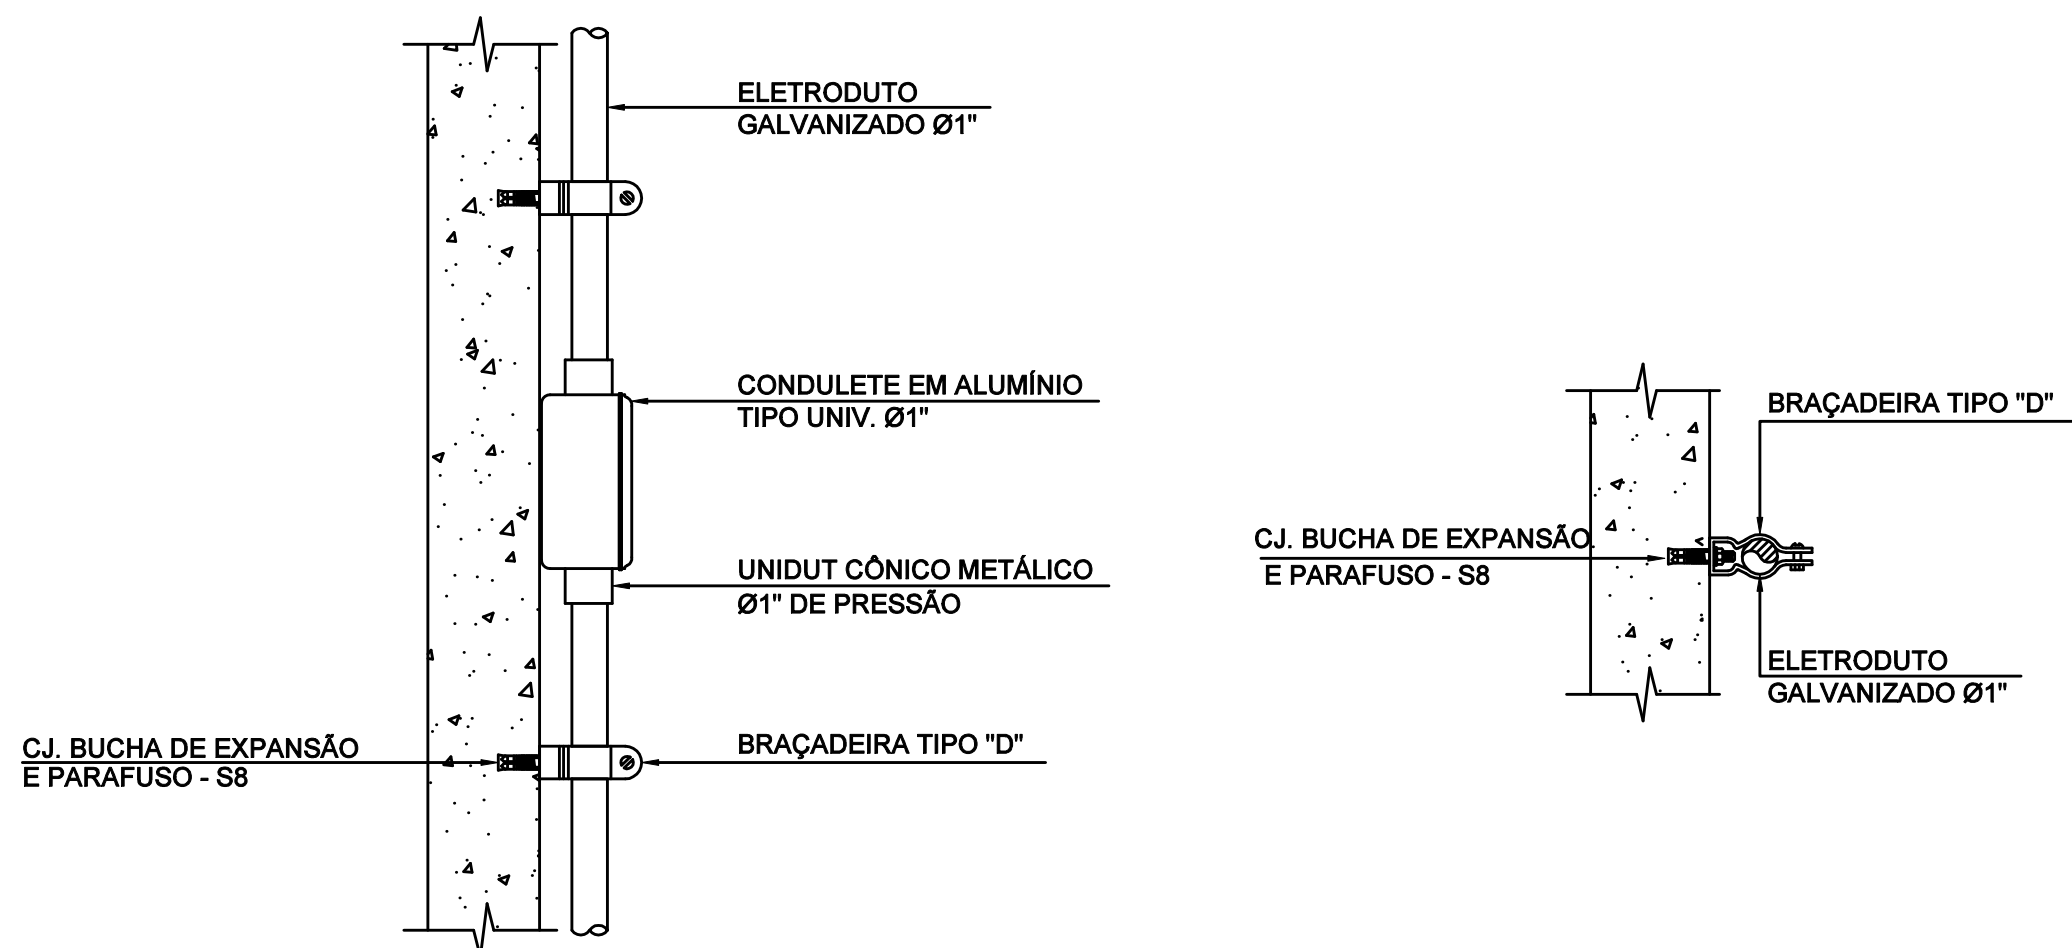 ELETRODUTO
GALVANIZADO Ø1"
CONDULETE EM ALUMÍNIO
TIPO UNIV. Ø1"
UNIDUT CÔNICO METÁLICO
Ø1" DE PRESSÃO
CJ. BUCHA DE EXPANSÃO
E PARAFUSO - S8
BRAÇADEIRA TIPO "D"
BRAÇADEIRA TIPO "D"
CJ. BUCHA DE EXPANSÃO
E PARAFUSO - S8
ELETRODUTO
GALVANIZADO Ø1"